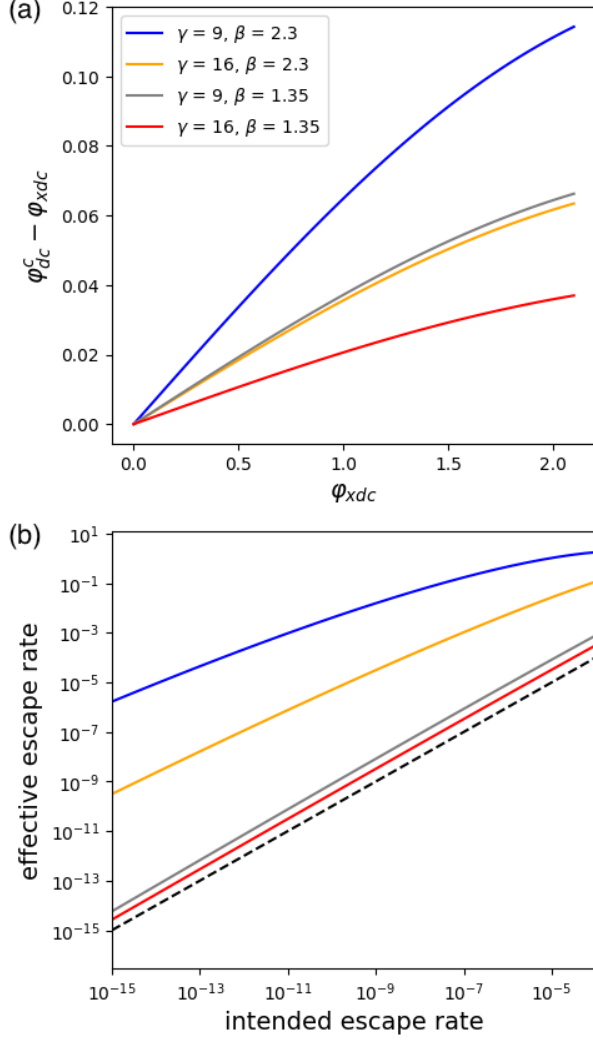 (a)
0.12
0.10
0.08
0.06
0.04
0.02
0.00
φ^c_dc − φ_xdc
γ = 9, β = 2.3
γ = 16, β = 2.3
γ = 9, β = 1.35
γ = 16, β = 1.35
0.0 0.5 1.0 1.5 2.0
φ_xdc
(b)
10^1
10^−1
10^−3
10^−5
10^−7
10^−9
10^−11
10^−13
10^−15
effective escape rate
10^−15 10^−13 10^−11 10^−9 10^−7 10^−5
intended escape rate